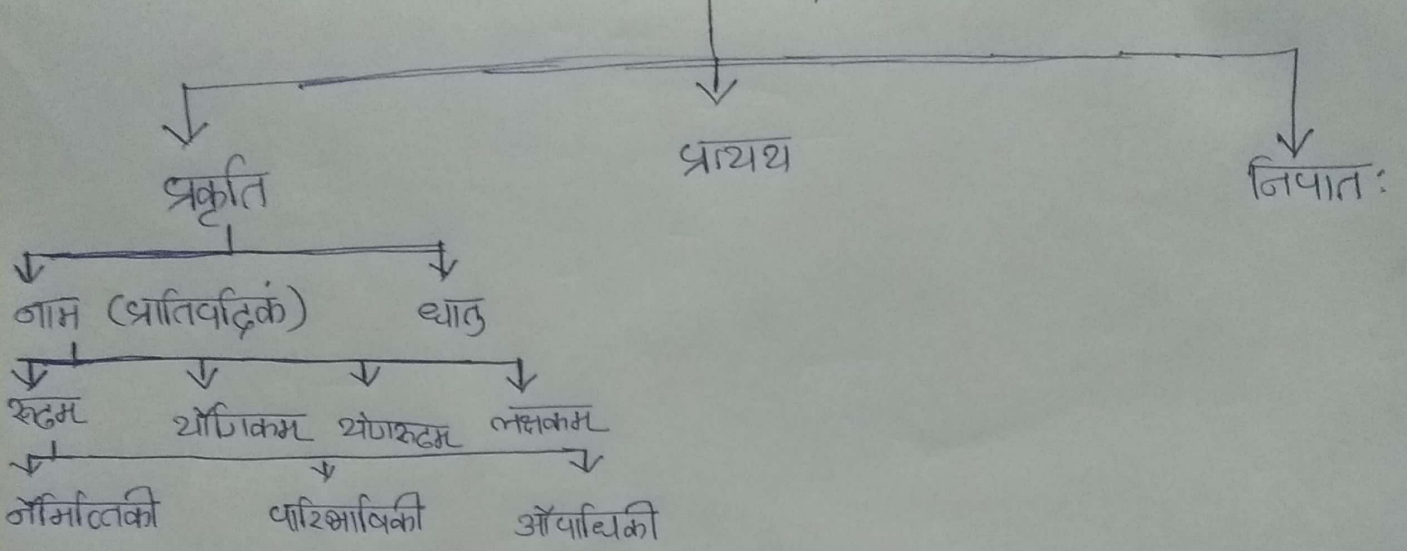 प्रकृति प्रत्यय निपातः
नाम (प्रातिपदिकं) धातु
रूढम यौगिकम योगरूढम लक्षकम
नैमित्तिकी पारिभाषिकी औपाधिकी